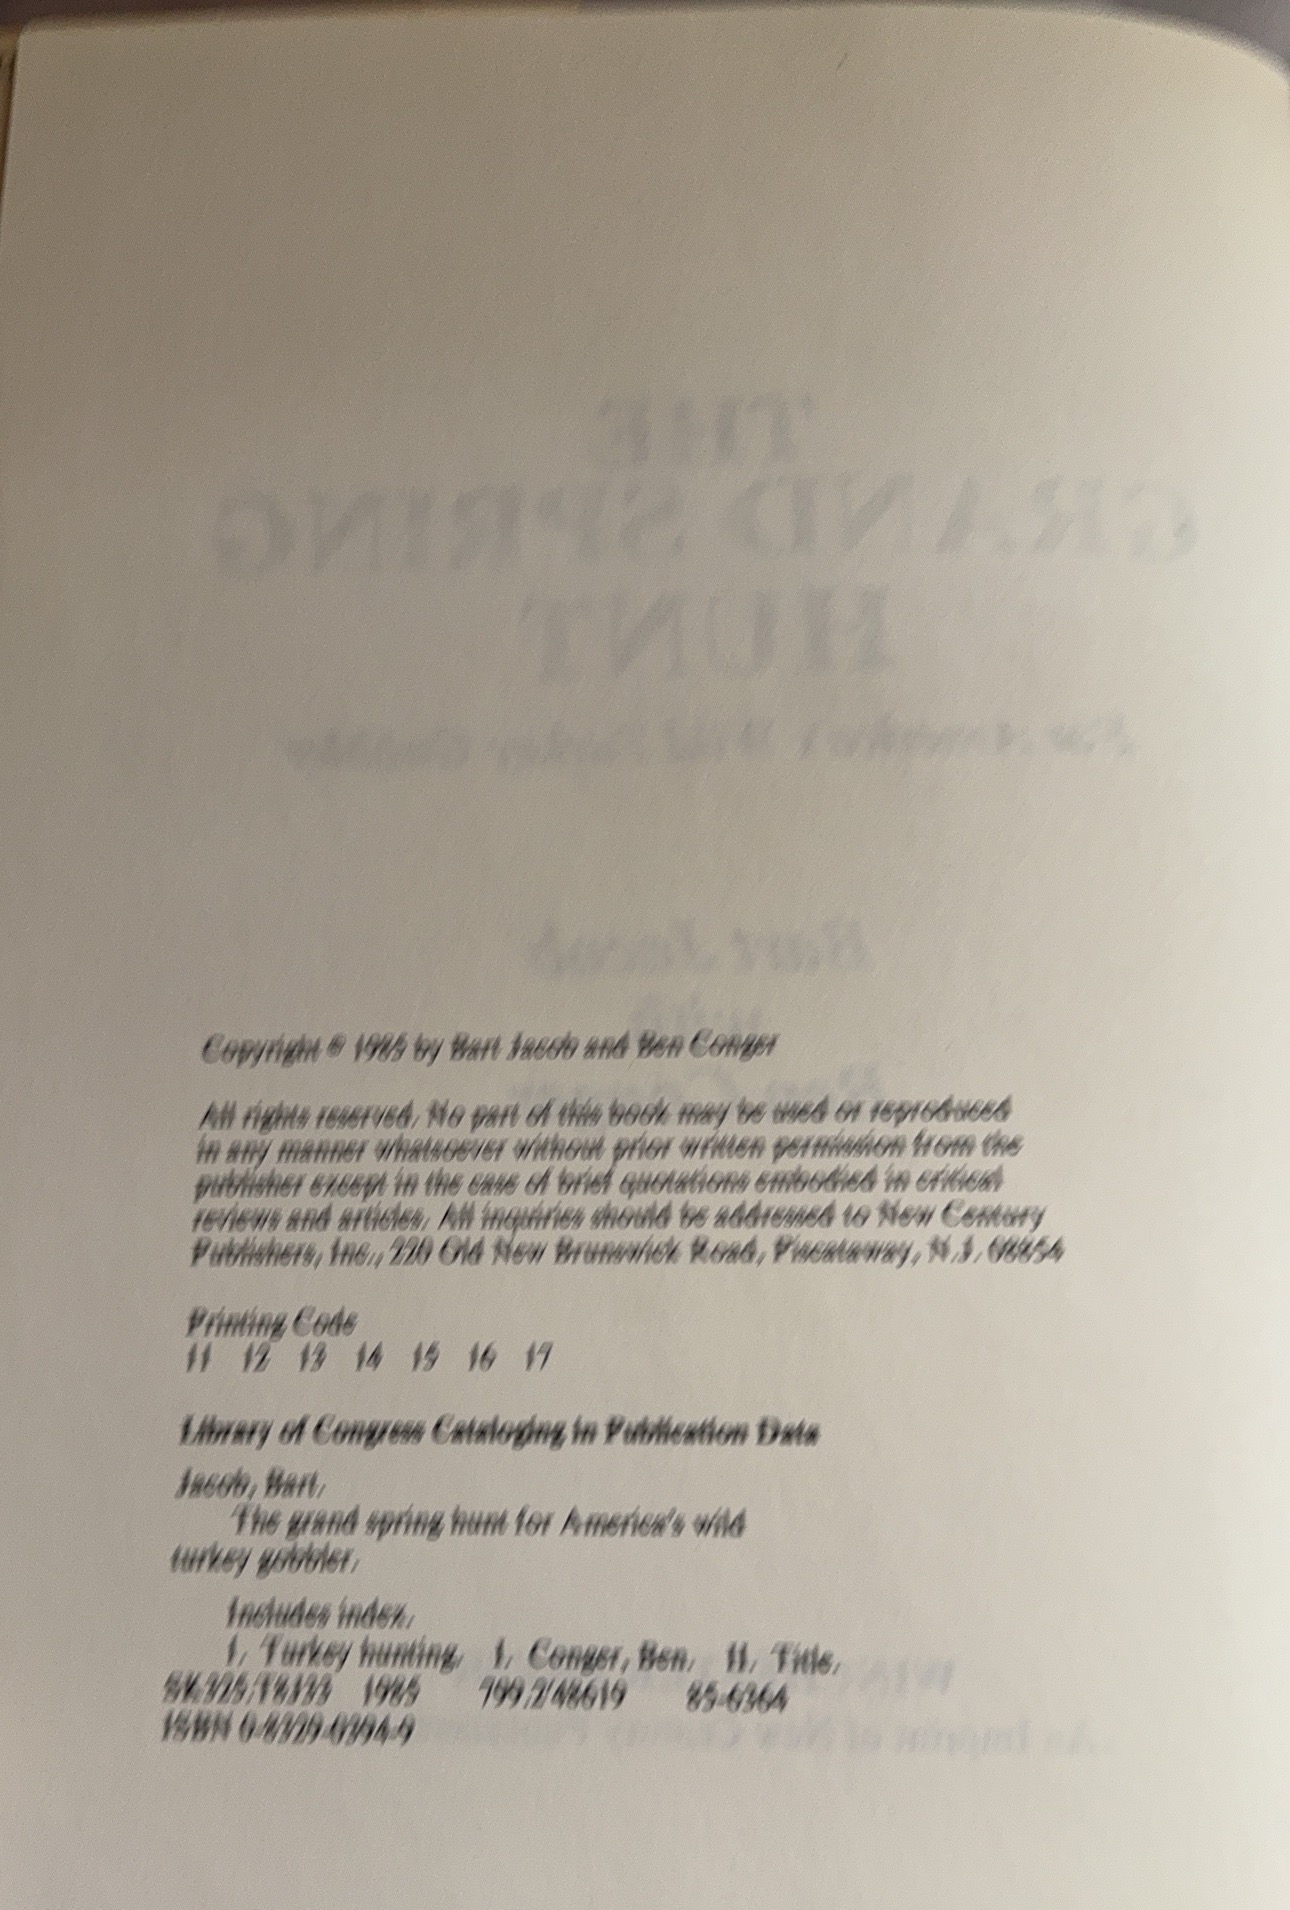 Copyright © 1985 by Bart Jacob and Ben Conger
All rights reserved. No part of this book may be used or reproduced
in any manner whatsoever without prior written permission from the
publisher except in the case of brief quotations embodied in critical
reviews and articles. All inquiries should be addressed to New Century
Publishers, Inc., 220 Old New Brunswick Road, Piscataway, N.J. 08854
Printing Code
11 12 13 14 15 16 17
Library of Congress Cataloging in Publication Data
Jacob, Bart.
The grand spring hunt for America's wild
turkey gobbler.
Includes index.
1. Turkey hunting. I. Conger, Ben. II. Title.
1985 799.2'48619 85-6364
ISBN 0-8329-0394-9